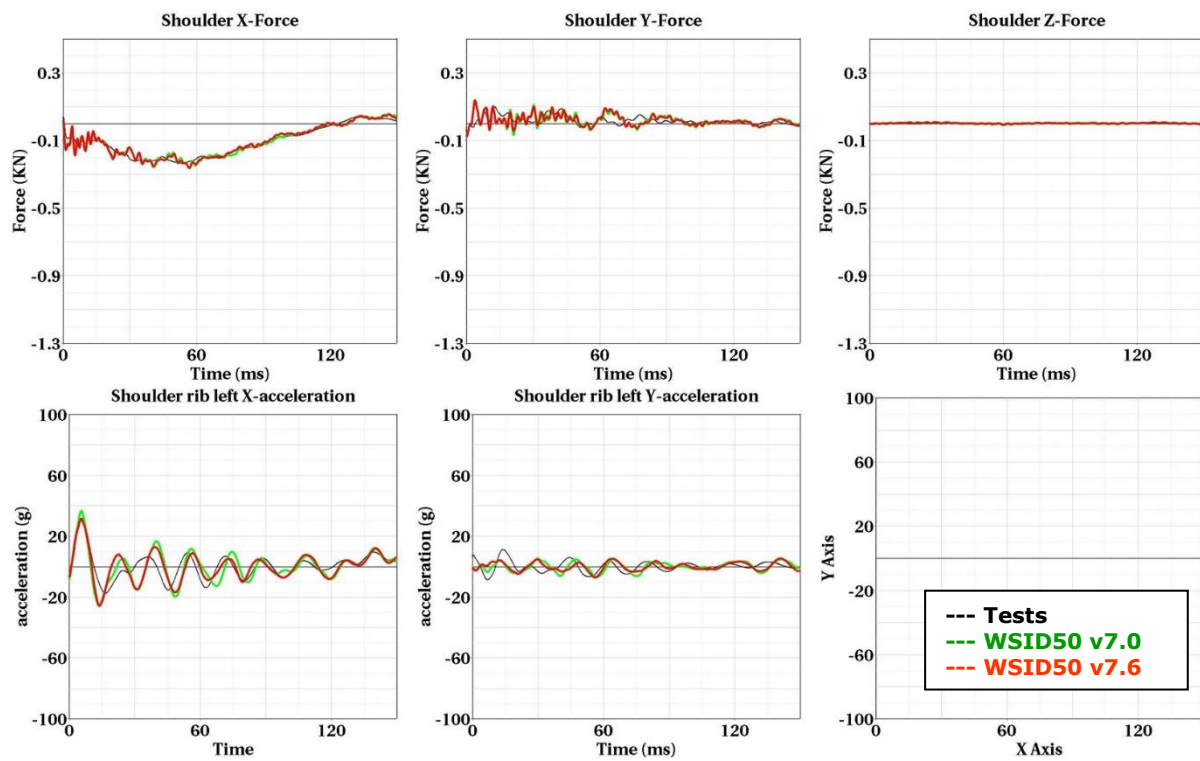 Shoulder X-Force
Shoulder Y-Force
Shoulder Z-Force
0.3
-0.1
-0.5
-0.9
-1.3
Force (KN)
0
60
120
Time (ms)
0.3
-0.1
-0.5
-0.9
-1.3
Force (KN)
0
60
120
Time (ms)
0.3
-0.1
-0.5
-0.9
-1.3
Force (KN)
0
60
120
Time (ms)
Shoulder rib left X-acceleration
Shoulder rib left Y-acceleration
100
60
20
-20
-60
-100
acceleration (g)
0
60
120
Time
100
60
20
-20
-60
-100
acceleration (g)
0
60
120
Time (ms)
100
60
20
-20
-60
-100
Y Axis
0
60
120
X Axis
--- Tests
--- WSID50 v7.0
--- WSID50 v7.6